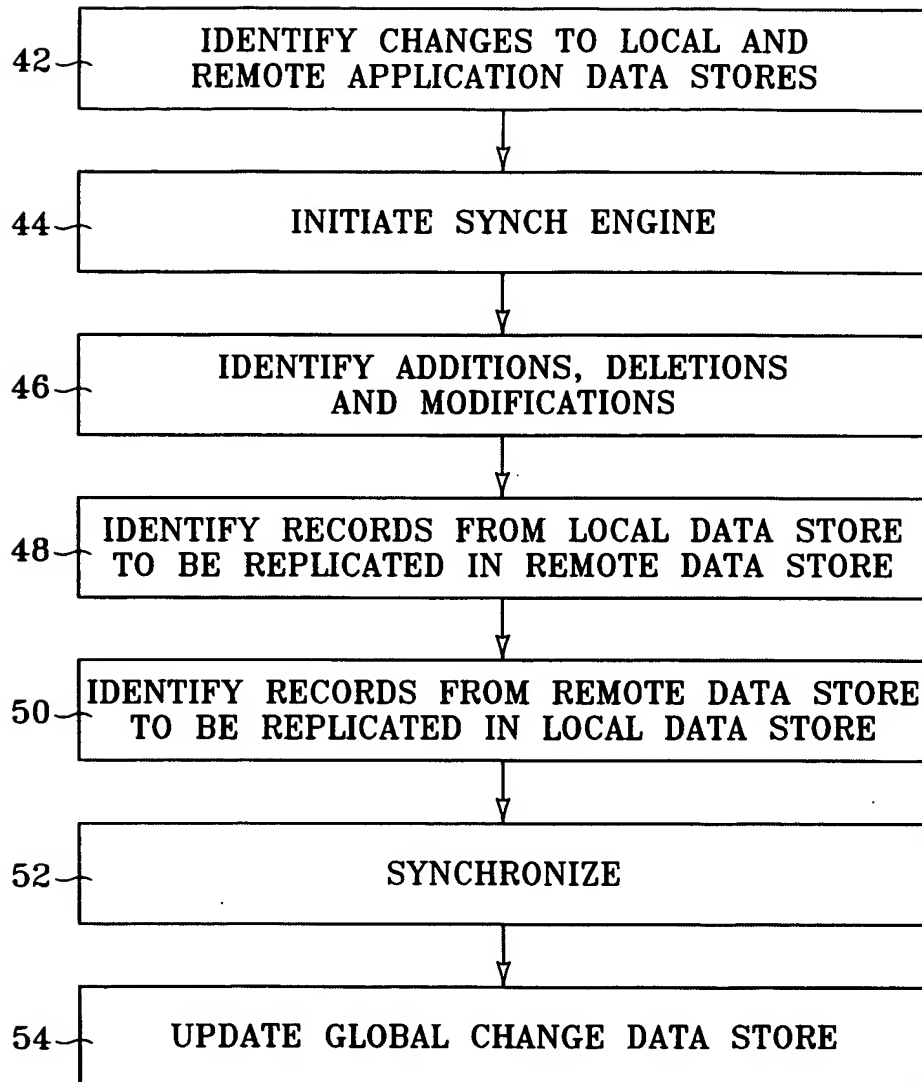 42
IDENTIFY CHANGES TO LOCAL AND
REMOTE APPLICATION DATA STORES
44
INITIATE SYNCH ENGINE
46
IDENTIFY ADDITIONS, DELETIONS
AND MODIFICATIONS
48
IDENTIFY RECORDS FROM LOCAL DATA STORE
TO BE REPLICATED IN REMOTE DATA STORE
50
IDENTIFY RECORDS FROM REMOTE DATA STORE
TO BE REPLICATED IN LOCAL DATA STORE
52
SYNCHRONIZE
54
UPDATE GLOBAL CHANGE DATA STORE